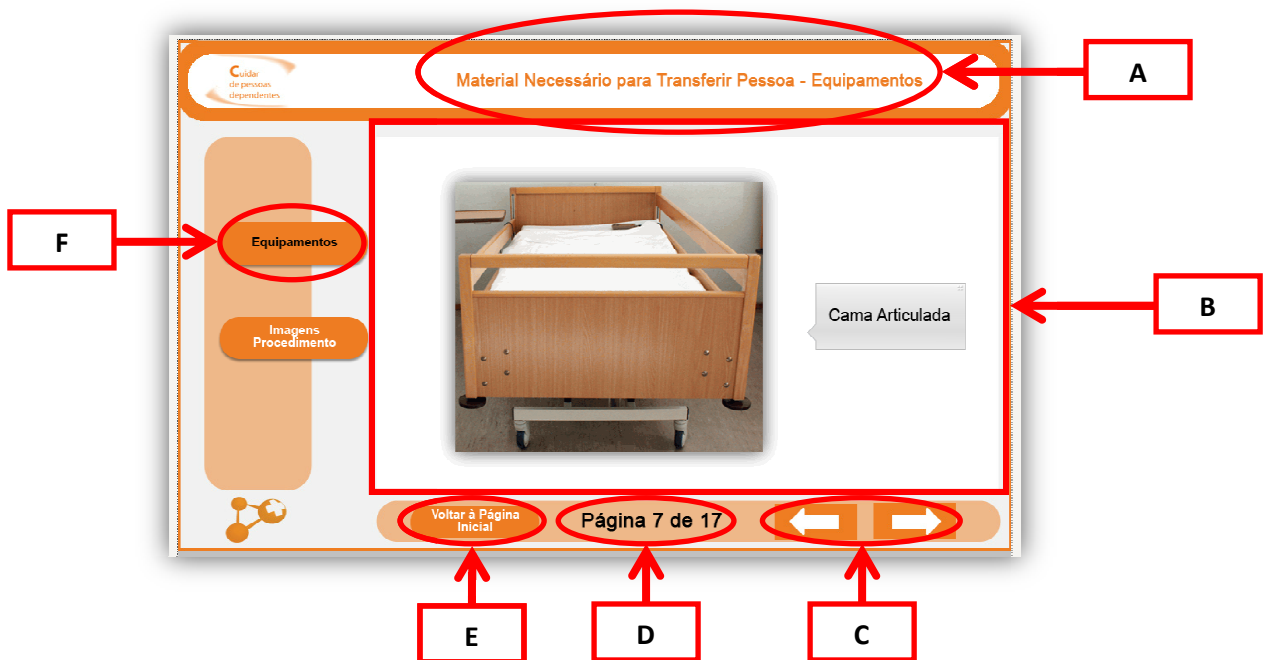 Cuidar
de pessoas
dependentes
Material Necessário para Transferir Pessoa - Equipamentos
A
F
Equipamentos
Imagens
Procedimento
Cama Articulada
B
Voltar à Página
Inicial
Página 7 de 17
E
D
C